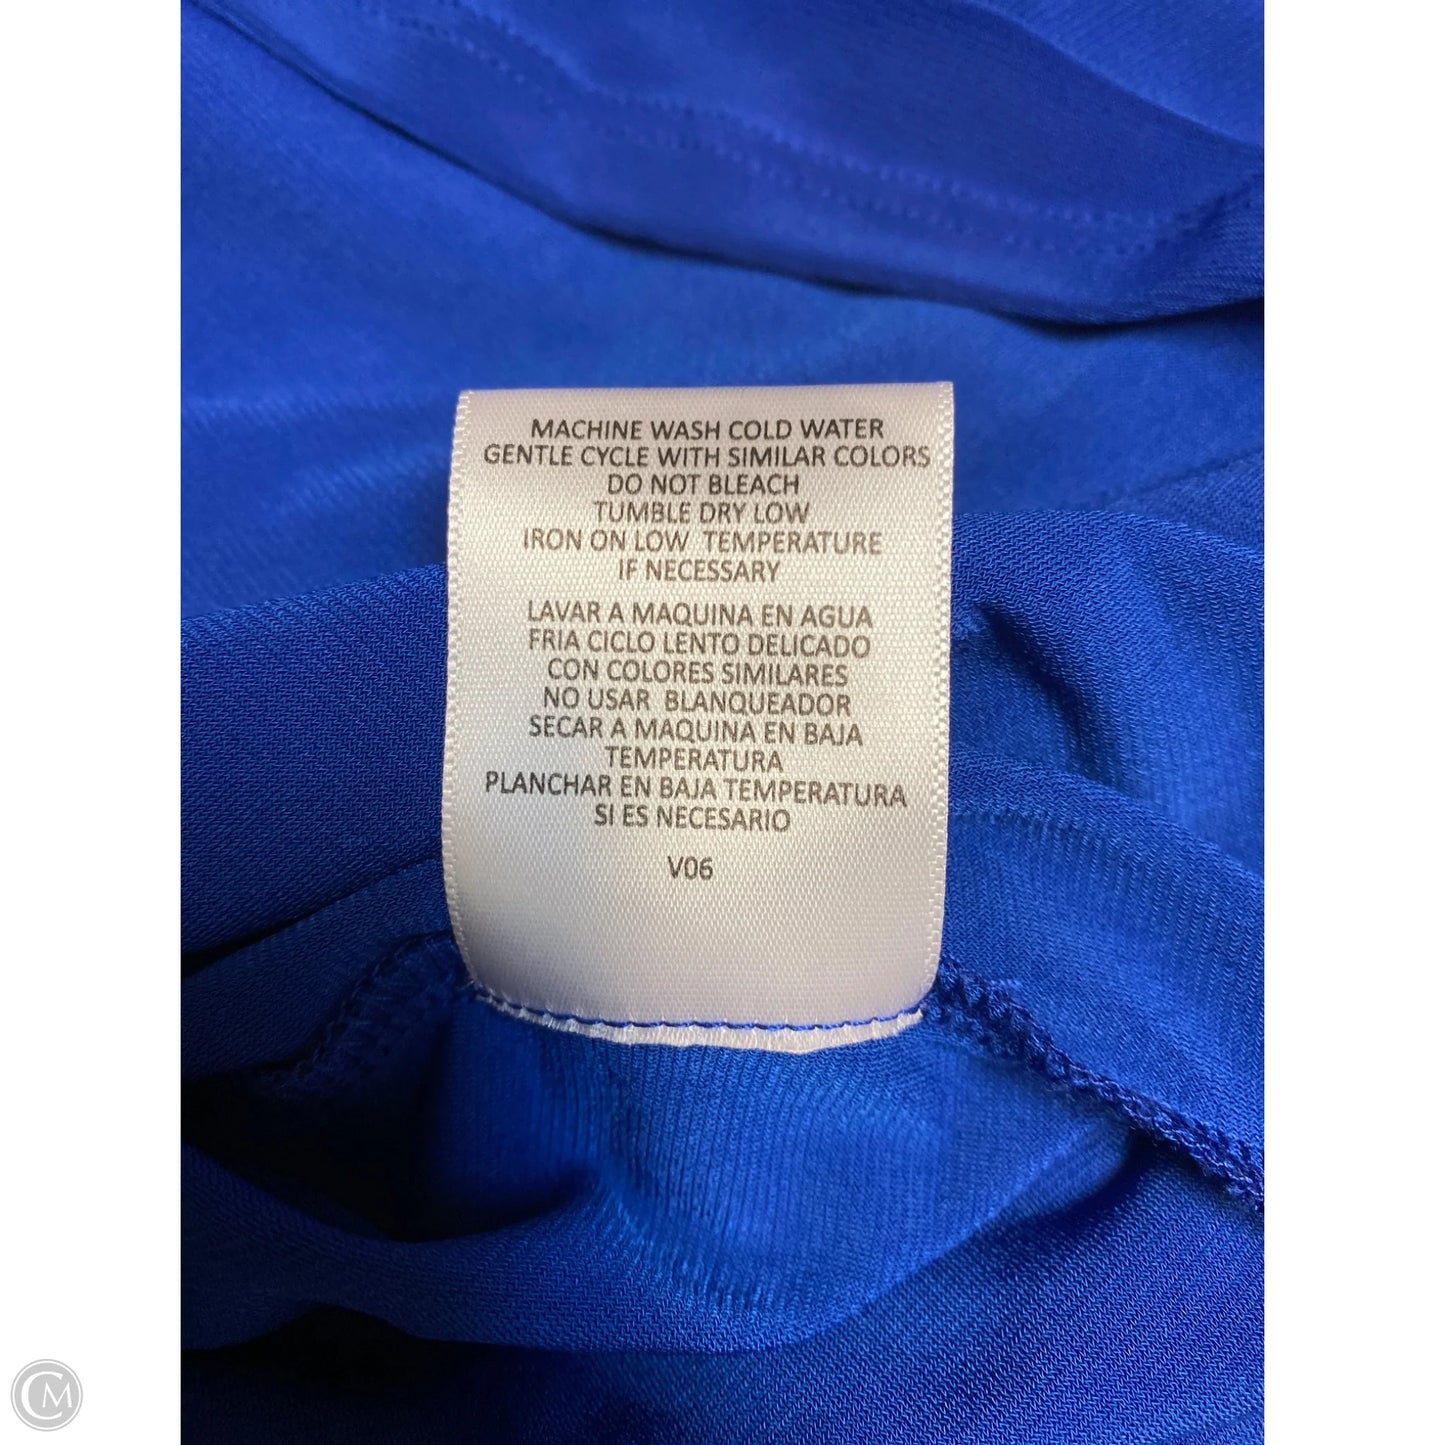 MACHINE WASH COLD WATER
GENTLE CYCLE WITH SIMILAR COLORS
DO NOT BLEACH
TUMBLE DRY LOW
IRON ON LOW TEMPERATURE
IF NECESSARY
LAVAR A MAQUINA EN AGUA
FRIA CICLO LENTO DELICADO
CON COLORES SIMILARES
NO USAR BLANQUEADOR
SECAR A MAQUINA EN BAJA
TEMPERATURA
PLANCHAR EN BAJA TEMPERATURA
SI ES NECESARIO
V06
CM